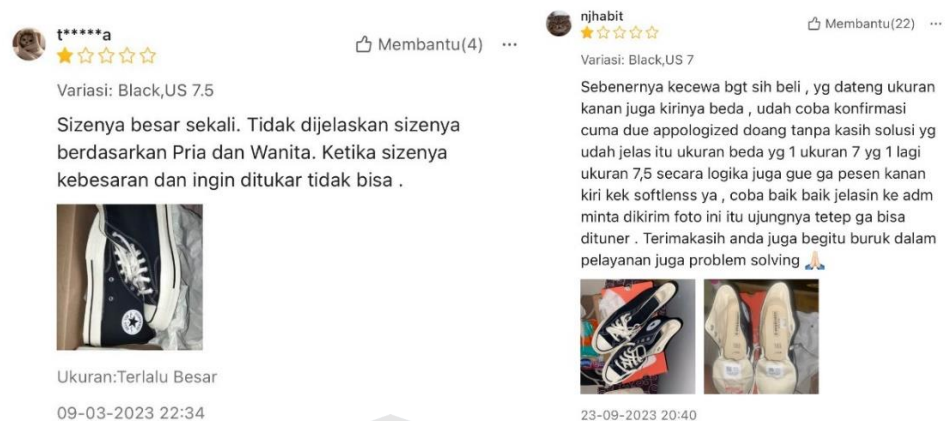 t*****a
Membantu(4)
Variasi: Black,US 7.5
Sizenya besar sekali. Tidak dijelaskan sizenya
berdasarkan Pria dan Wanita. Ketika sizenya
kebesaran dan ingin ditukar tidak bisa .
Ukuran:Terlalu Besar
09-03-2023 22:34
njhabit
Membantu(22)
Variasi: Black,US 7
Sebenernya kecewa bgt sih beli , yg dateng ukuran
kanan juga kirinya beda , udah coba konfirmasi
cuma due appologized doang tanpa kasih solusi yg
udah jelas itu ukuran beda yg 1 ukuran 7 yg 1 lagi
ukuran 7,5 secara logika juga gue ga pesen kanan
kiri kek softlenss ya , coba baik baik jelasin ke adm
minta dikirim foto ini itu ujungnya tetep ga bisa
dituner . Terimakasih anda juga begitu buruk dalam
pelayanan juga problem solving 🙏🏻
23-09-2023 20:40